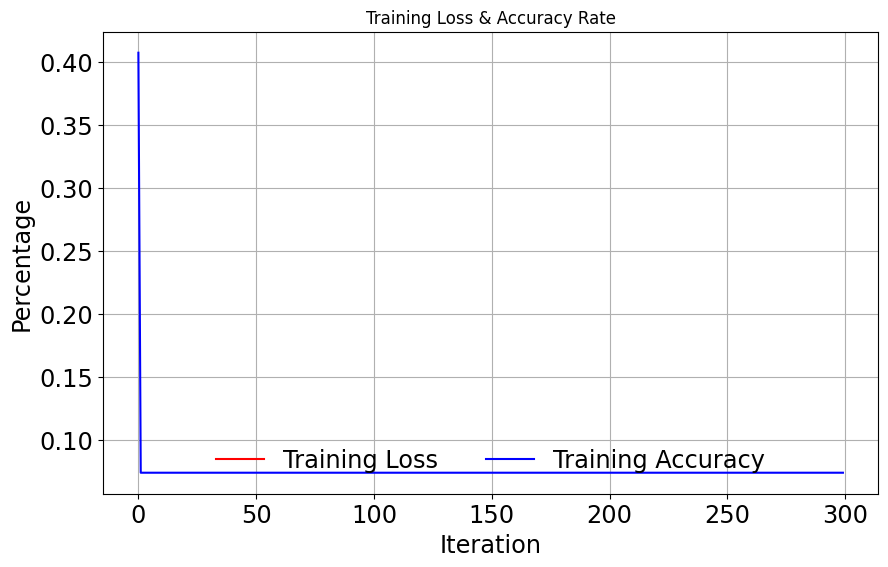 Training Loss & Accuracy Rate
0.40
0.35
0.30
0.25
0.20
0.15
0.10
Percentage
Training Loss
Training Accuracy
0 50 100 150 200 250 300
Iteration